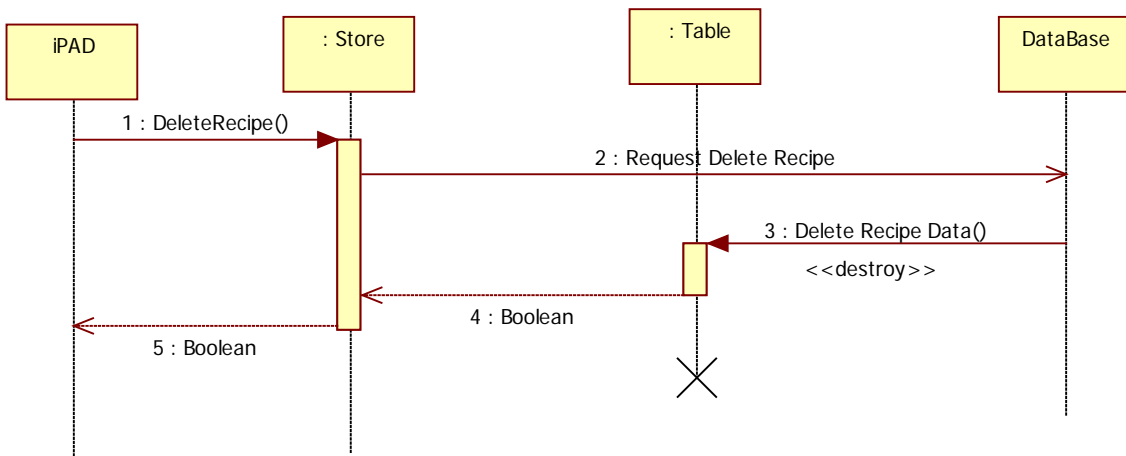 iPAD
: Store
: Table
DataBase
1 : DeleteRecipe()
2 : Request Delete Recipe
3 : Delete Recipe Data()
<<destroy>>
4 : Boolean
5 : Boolean